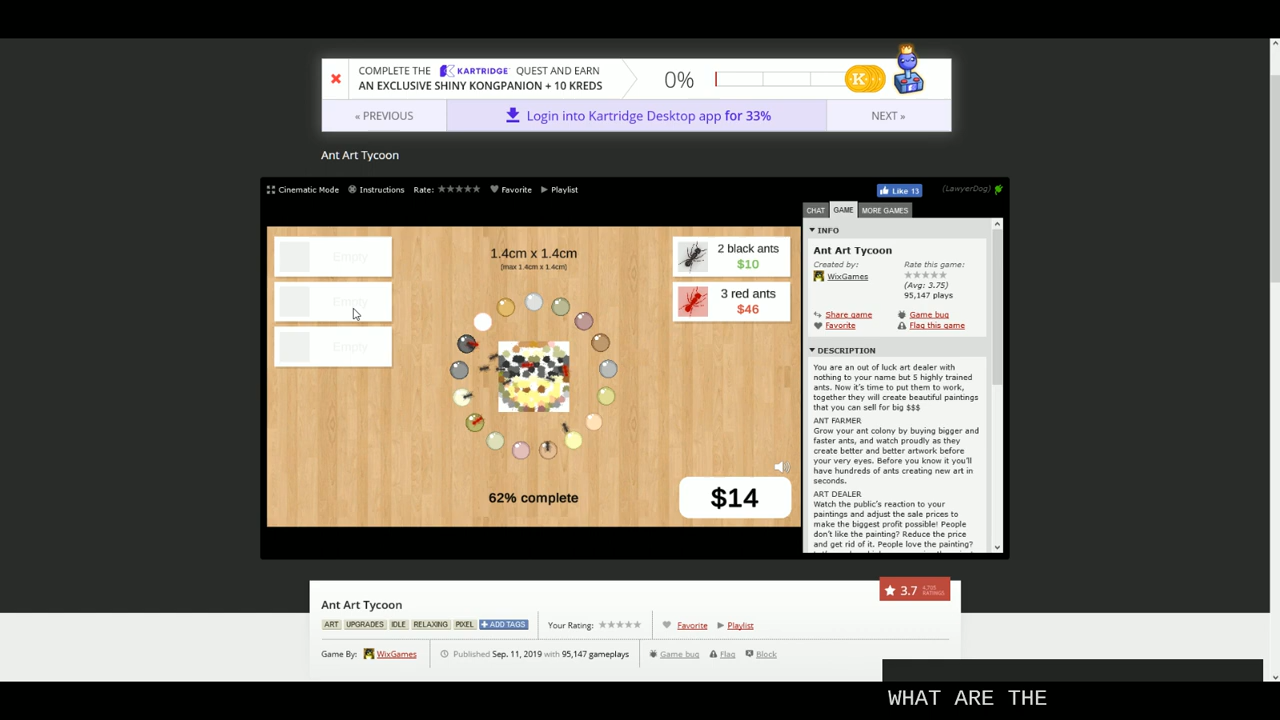 COMPLETE THE KARTRIDGE QUEST AND EARN
AN EXCLUSIVE SHINY KONGPANION + 10 KREDS
0%
K
« PREVIOUS
Login into Kartridge Desktop app for 33%
NEXT »
Ant Art Tycoon
Cinematic Mode
Instructions
Rate:
Favorite
Playlist
Like 13
(LawyerDog)
CHAT
GAME
MORE GAMES
Empty
Empty
Empty
1.4cm x 1.4cm
(max 1.4cm x 1.4cm)
2 black ants
$10
3 red ants
$46
62% complete
$14
INFO
Ant Art Tycoon
Created by:
WixGames
Rate this game:
(Avg: 3.75)
95,147 plays
Share game
Game bug
Favorite
Flag this game
DESCRIPTION
You are an out of luck art dealer with
nothing to your name but 5 highly trained
ants. Now it's time to put them to work,
together they will create beautiful paintings
that you can sell for big $$$
ANT FARMER
Grow your ant colony by buying bigger and
faster ants, and watch proudly as they
create better and better artwork before
your very eyes. Before you know it you'll
have hundreds of ants creating new art in
seconds.
ART DEALER
Watch the public's reaction to your
paintings and adjust the sale prices to
make the biggest profit possible! People
don't like the painting? Reduce the price
and get rid of it. People love the painting?
3.7
RATINGS
Ant Art Tycoon
ART
UPGRADES
IDLE
RELAXING
PIXEL
ADD TAGS
Your Rating:
Favorite
Playlist
Game By: WixGames
Published Sep. 11, 2019 with 95,147 gameplays
Game bug
Flag
Block
WHAT ARE THE